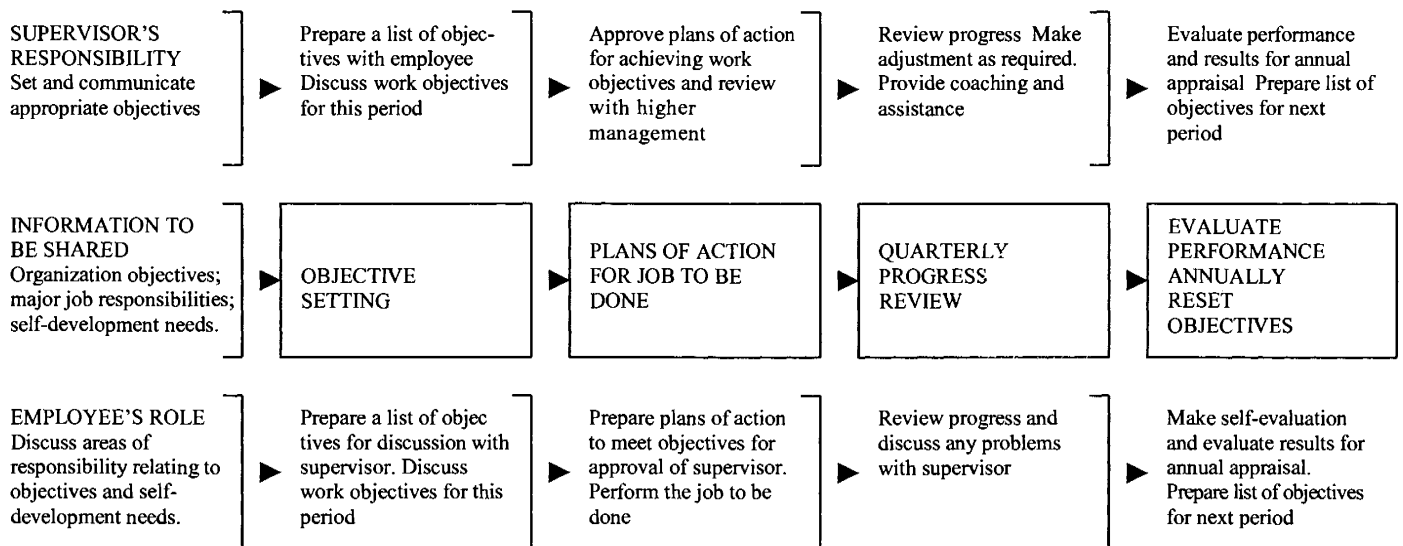 SUPERVISOR'S
RESPONSIBILITY
Set and communicate
appropriate objectives
Prepare a list of objec-
tives with employee
Discuss work objectives
for this period
Approve plans of action
for achieving work
objectives and review
with higher
management
Review progress Make
adjustment as required.
Provide coaching and
assistance
Evaluate performance
and results for annual
appraisal Prepare list of
objectives for next
period
INFORMATION TO
BE SHARED
Organization objectives;
major job responsibilities;
self-development needs.
OBJECTIVE
SETTING
PLANS OF ACTION
FOR JOB TO BE
DONE
QUARTERLY
PROGRESS
REVIEW
EVALUATE
PERFORMANCE
ANNUALLY
RESET
OBJECTIVES
EMPLOYEE'S ROLE
Discuss areas of
responsibility relating to
objectives and self-
development needs.
Prepare a list of objec
tives for discussion with
supervisor. Discuss
work objectives for this
period
Prepare plans of action
to meet objectives for
approval of supervisor.
Perform the job to be
done
Review progress and
discuss any problems
with supervisor
Make self-evaluation
and evaluate results for
annual appraisal.
Prepare list of objectives
for next period